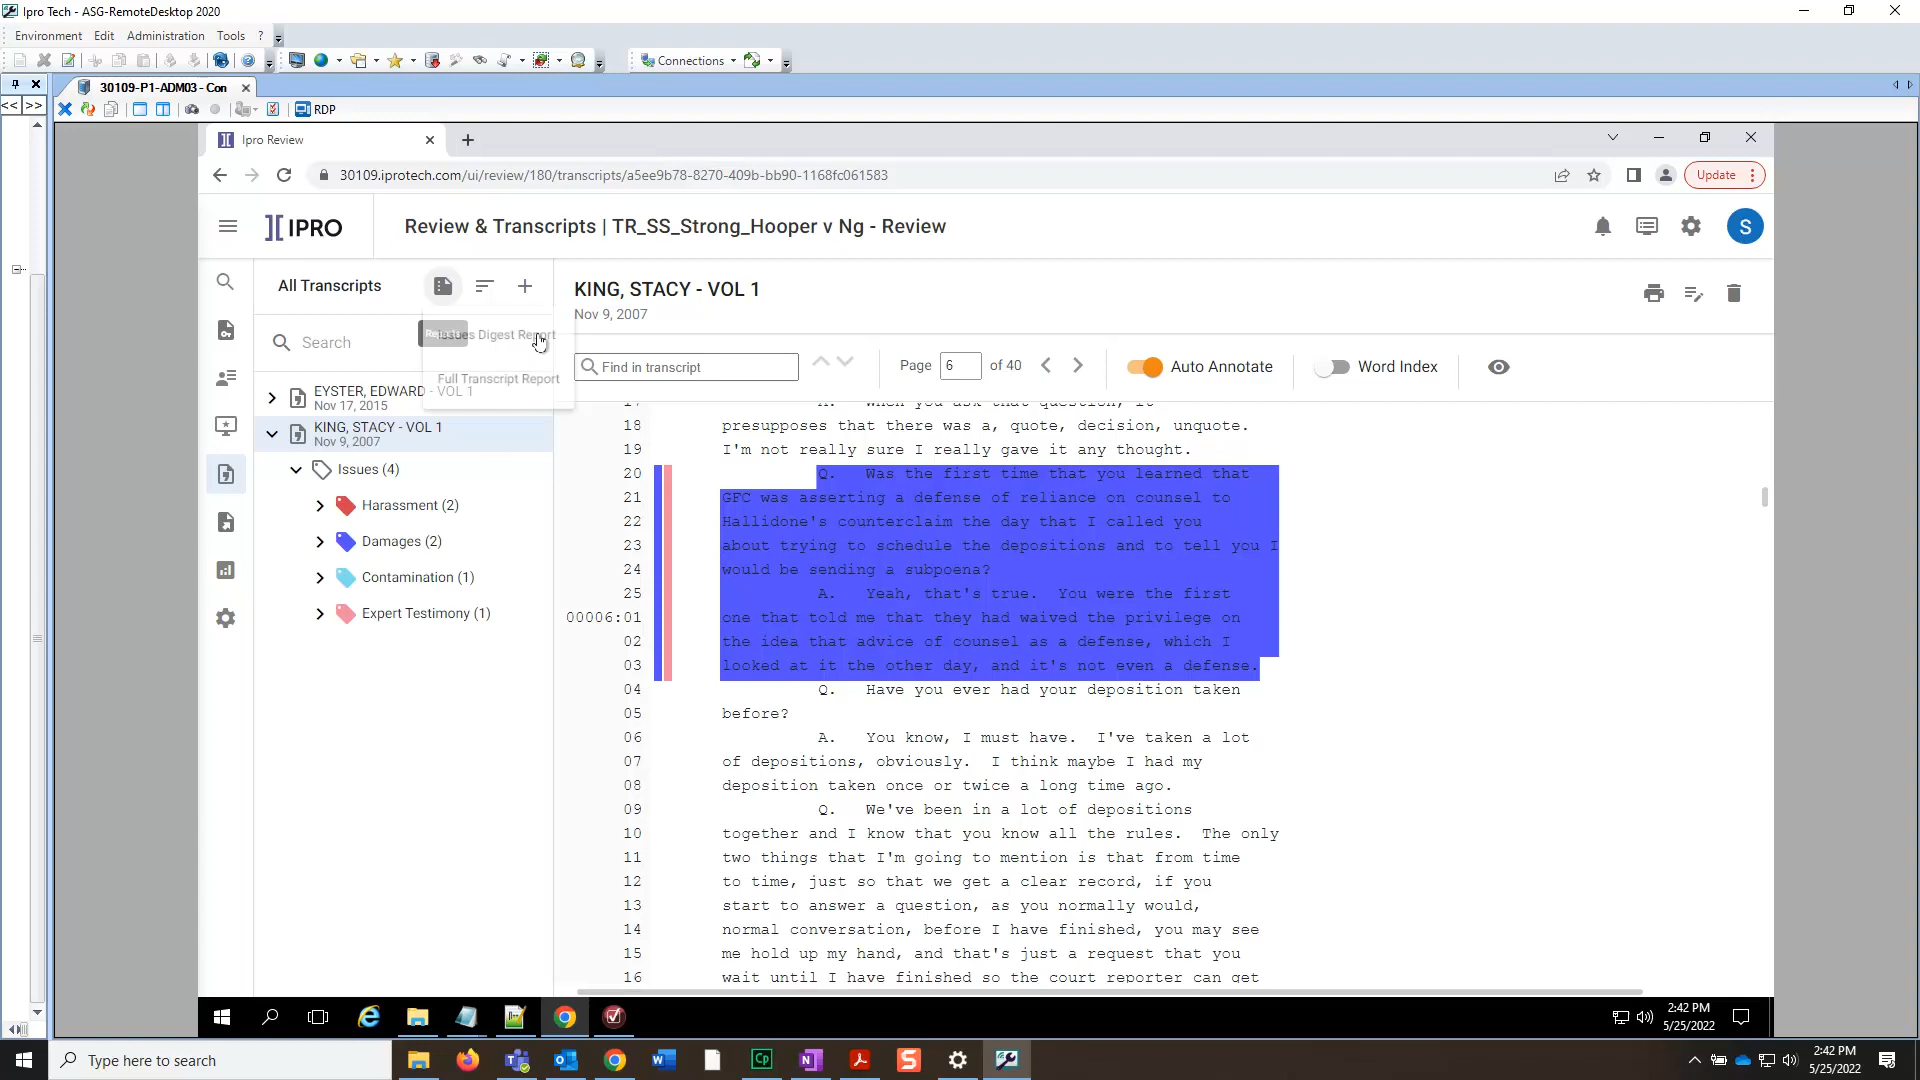 Ipro Tech - ASG-RemoteDesktop 2020
Environment Edit Administration Tools ?
Connections
30109-P1-ADM03 - Con
<< >>
RDP
Ipro Review
30109.iprotech.com/ui/review/180/transcripts/a5ee9b78-8270-409b-bb90-1168fc061583
Update
IPRO
Review & Transcripts | TR_SS_Strong_Hooper v Ng - Review
S
All Transcripts
Issues Digest Report
Full Transcript Report
Search
EYSTER, EDWARD - VOL 1
Nov 17, 2015
KING, STACY - VOL 1
Nov 9, 2007
Issues (4)
Harassment (2)
Damages (2)
Contamination (1)
Expert Testimony (1)
KING, STACY - VOL 1
Nov 9, 2007
Find in transcript
Page 6 of 40
Auto Annotate
Word Index
17 A. When you ask that question, it
18 presupposes that there was a, quote, decision, unquote.
19 I'm not really sure I really gave it any thought.
20 Q. Was the first time that you learned that
21 GFC was asserting a defense of reliance on counsel to
22 Hallidone's counterclaim the day that I called you
23 about trying to schedule the depositions and to tell you I
24 would be sending a subpoena?
25 A. Yeah, that's true. You were the first
00006:01 one that told me that they had waived the privilege on
02 the idea that advice of counsel as a defense, which I
03 looked at it the other day, and it's not even a defense.
04 Q. Have you ever had your deposition taken
05 before?
06 A. You know, I must have. I've taken a lot
07 of depositions, obviously. I think maybe I had my
08 deposition taken once or twice a long time ago.
09 Q. We've been in a lot of depositions
10 together and I know that you know all the rules. The only
11 two things that I'm going to mention is that from time
12 to time, just so that we get a clear record, if you
13 start to answer a question, as you normally would,
14 normal conversation, before I have finished, you may see
15 me hold up my hand, and that's just a request that you
16 wait until I have finished so the court reporter can get
2:42 PM
5/25/2022
Type here to search
2:42 PM
5/25/2022